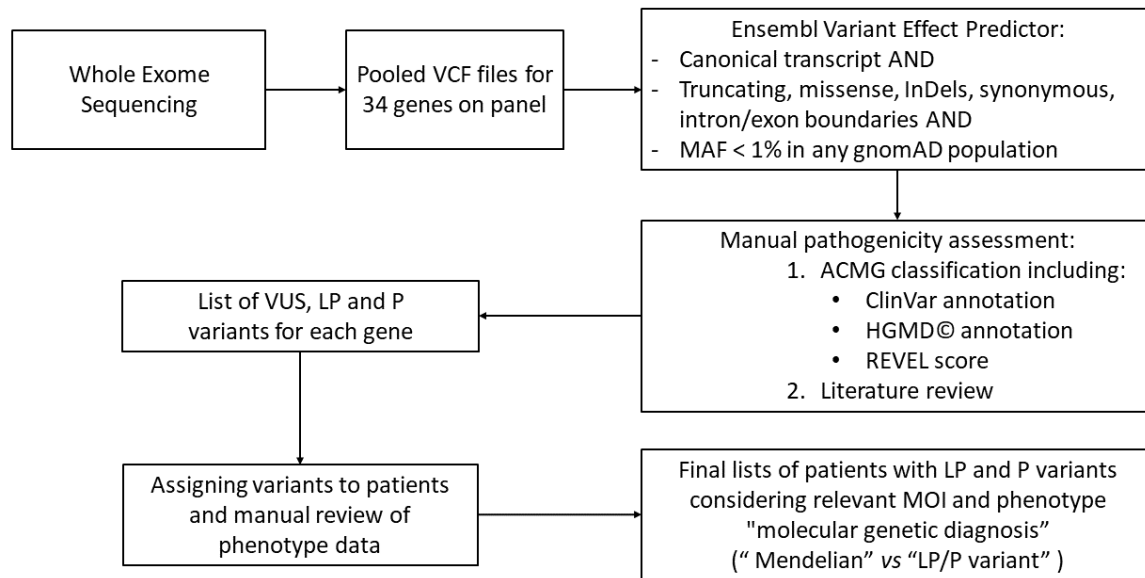 Whole Exome
Sequencing
Pooled VCF files for
34 genes on panel
Ensembl Variant Effect Predictor:
- Canonical transcript AND
- Truncating, missense, InDels, synonymous,
intron/exon boundaries AND
- MAF < 1% in any gnomAD population
Manual pathogenicity assessment:
1. ACMG classification including:
• ClinVar annotation
• HGMD© annotation
• REVEL score
2. Literature review
List of VUS, LP and P
variants for each gene
Assigning variants to patients
and manual review of
phenotype data
Final lists of patients with LP and P variants
considering relevant MOI and phenotype
"molecular genetic diagnosis”
(“ Mendelian” vs “LP/P variant” )